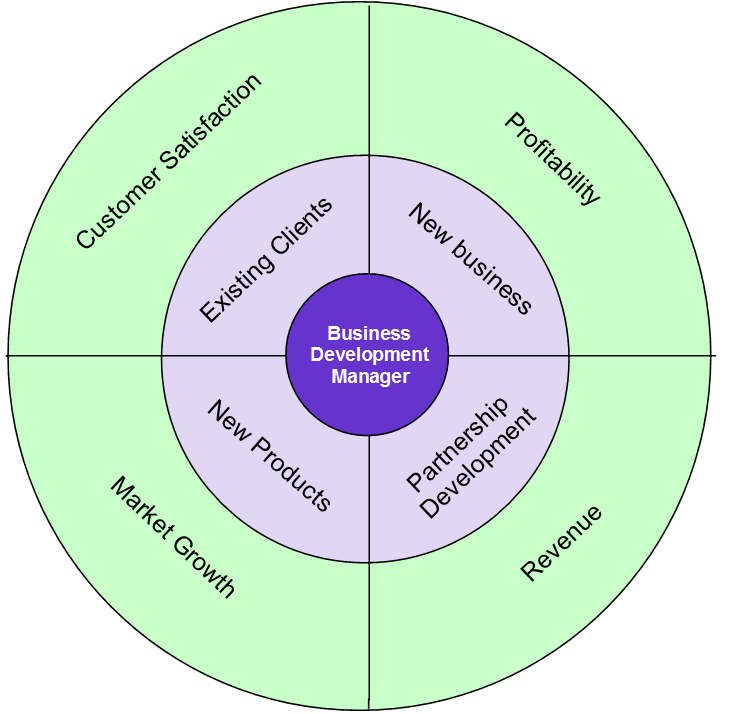 Customer Satisfaction
Profitability
Existing Clients
New business
Business
Development
Manager
New Products
Partnership
Development
Market Growth
Revenue